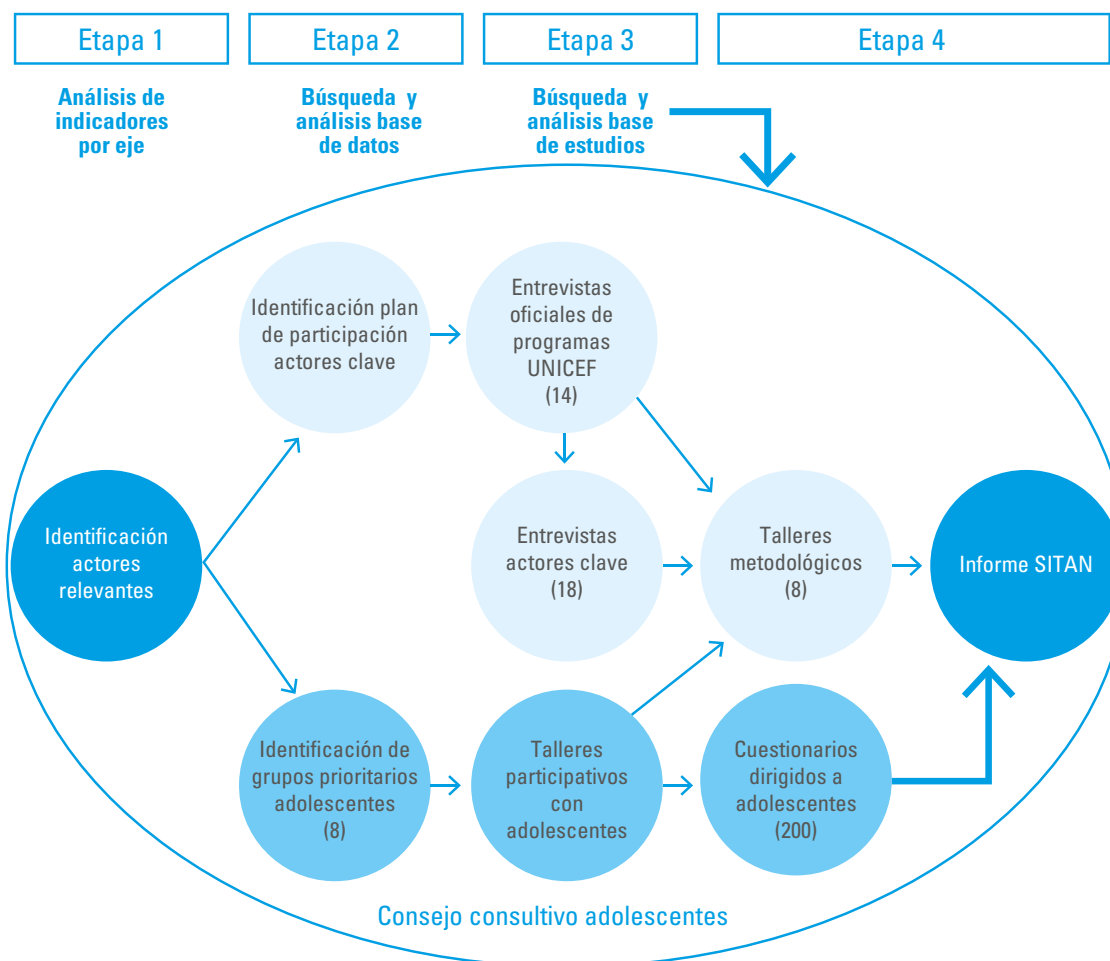 Etapa 1
Etapa 2
Etapa 3
Etapa 4
Análisis de
indicadores
por eje
Búsqueda y
análisis base
de datos
Búsqueda y
análisis base
de estudios
Identificación plan
de participación
actores clave
Entrevistas
oficiales de
programas
UNICEF
(14)
Identificación
actores
relevantes
Entrevistas
actores clave
(18)
Talleres
metodológicos
(8)
Informe SITAN
Identificación de
grupos prioritarios
adolescentes
(8)
Talleres
participativos
con
adolescentes
Cuestionarios
dirigidos a
adolescentes
(200)
Consejo consultivo adolescentes